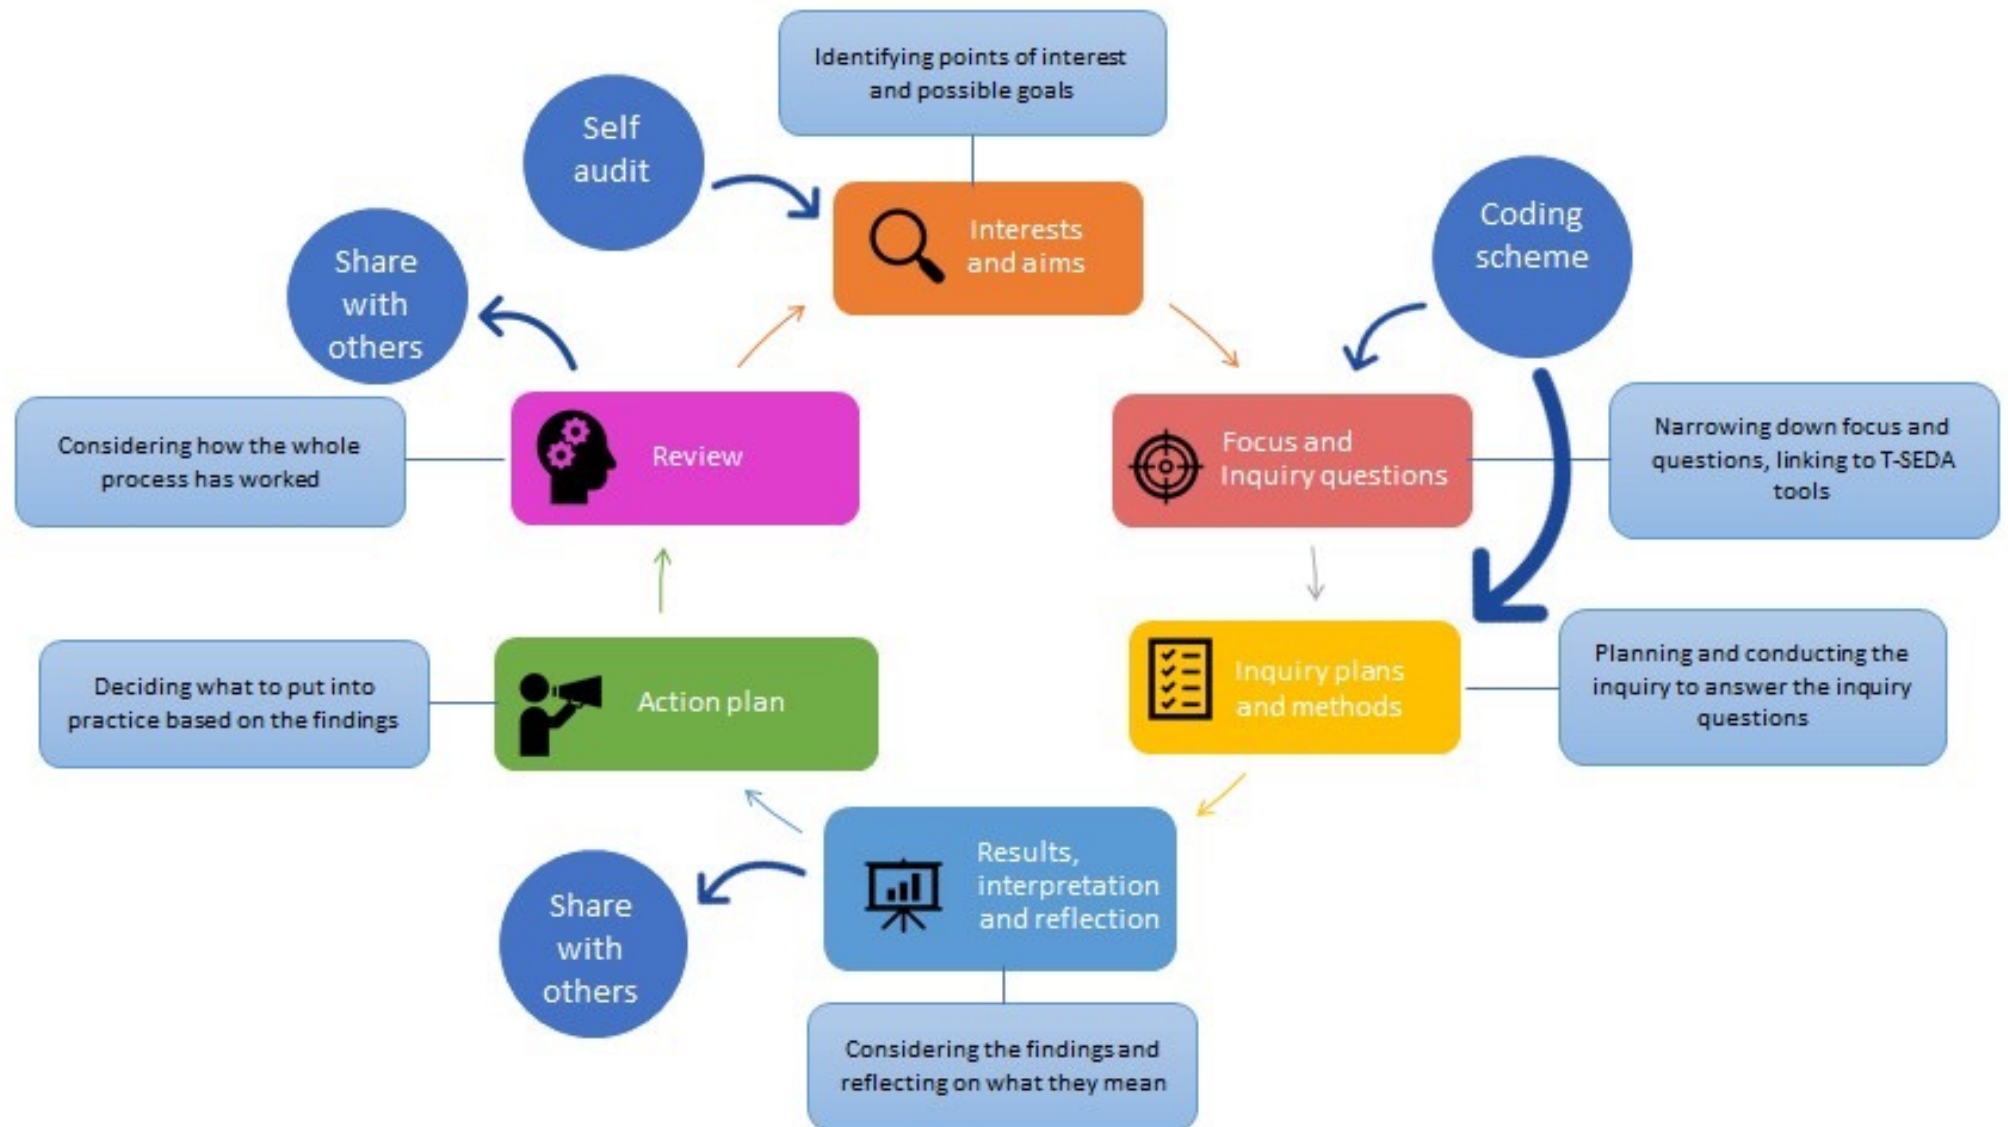 Identifying points of interest
and possible goals
Self
audit
Interests
and aims
Coding
scheme
Share
with
others
Considering how the whole
process has worked
Review
Focus and
Inquiry questions
Narrowing down focus and
questions, linking to T-SEDA
tools
Deciding what to put into
practice based on the findings
Action plan
Inquiry plans
and methods
Planning and conducting the
inquiry to answer the inquiry
questions
Results,
interpretation
and reflection
Share
with
others
Considering the findings and
reflecting on what they mean